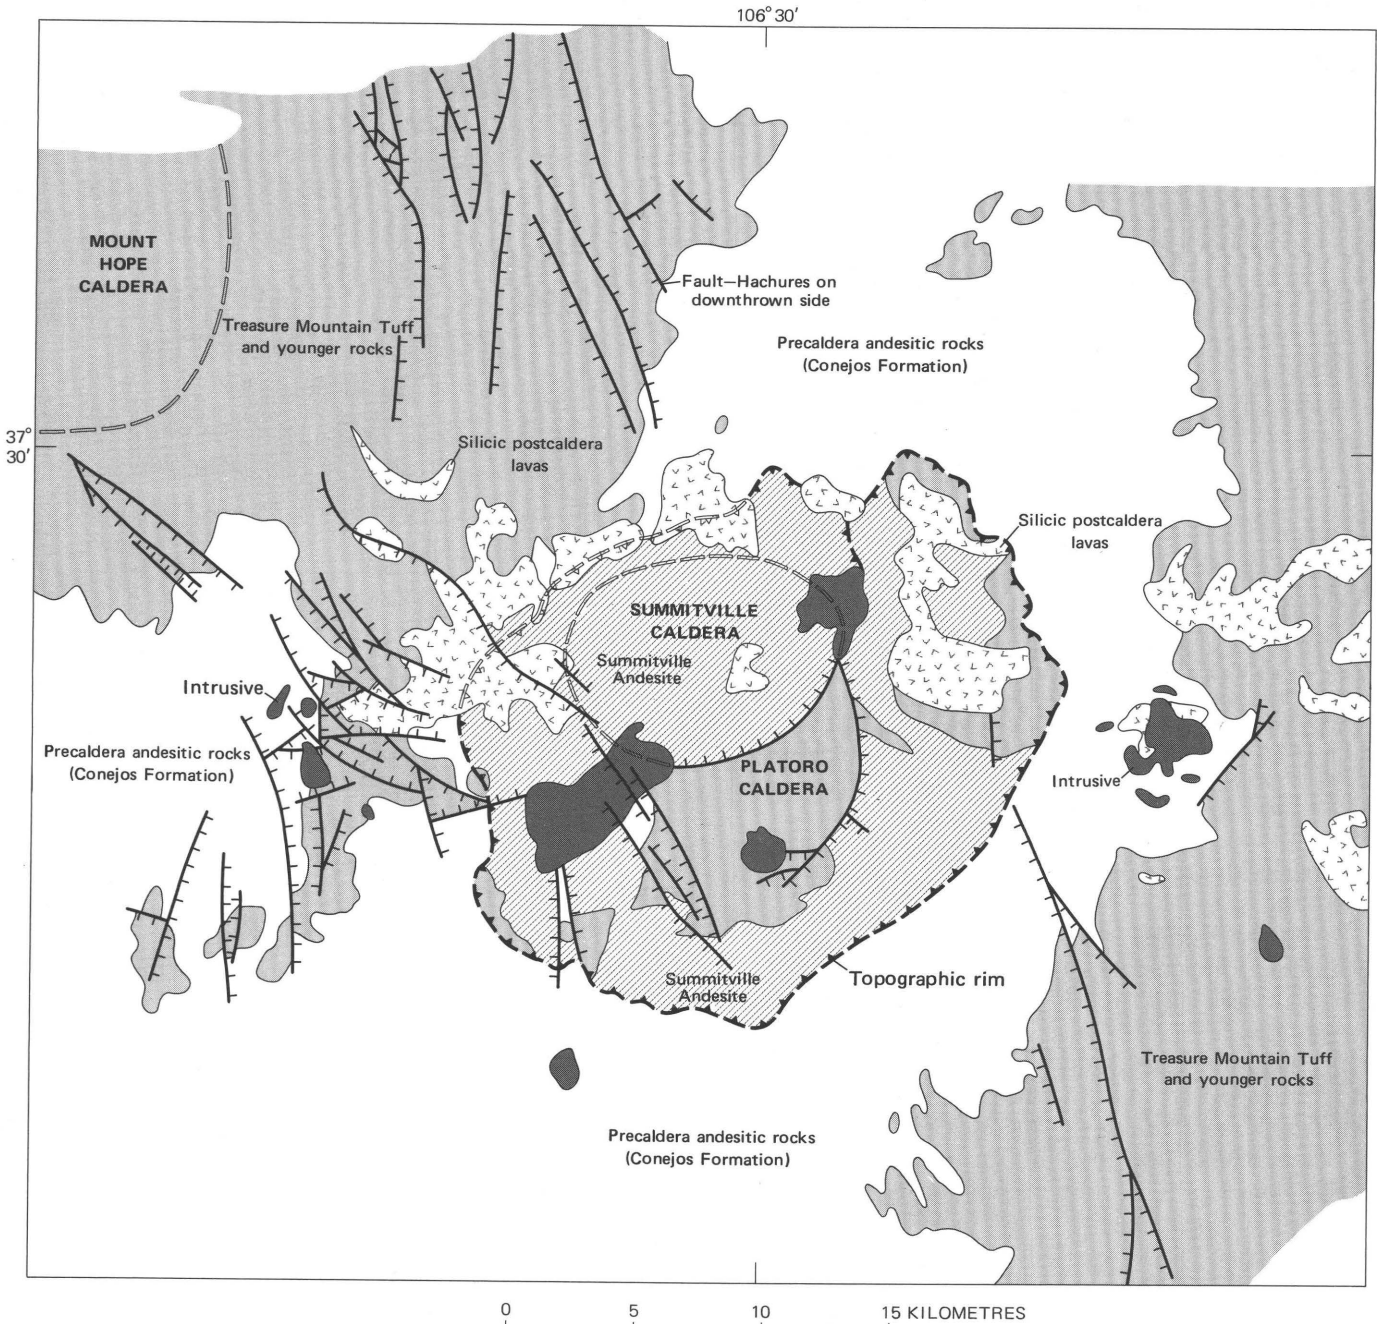 106° 30′
MOUNT
HOPE
CALDERA
Fault—Hachures on
downthrown side
Treasure Mountain Tuff
and younger rocks
Precaldera andesitic rocks
(Conejos Formation)
37°
30′
Silicic postcaldera
lavas
Silicic postcaldera
lavas
SUMMITVILLE
CALDERA
Summitville
Andesite
Intrusive
Precaldera andesitic rocks
(Conejos Formation)
PLATORO
CALDERA
Intrusive
Summitville
Andesite
Topographic rim
Treasure Mountain Tuff
and younger rocks
Precaldera andesitic rocks
(Conejos Formation)
0 5 10 15 KILOMETRES